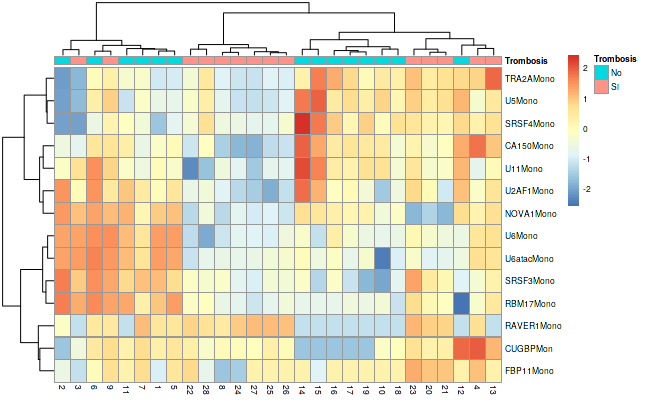 Trombosis
TRA2AMono
U5Mono
SRSF4Mono
CA150Mono
U11Mono
U2AF1Mono
NOVA1Mono
U6Mono
U6atacMono
SRSF3Mono
RBM17Mono
RAVER1Mono
CUGBPMon
FBP11Mono
2 3 6 9 11 7 1 5 22 28 8 24 27 25 26 14 15 16 17 19 10 18 23 20 21 12 4 13
2
1
0
-1
-2
Trombosis
No
SI